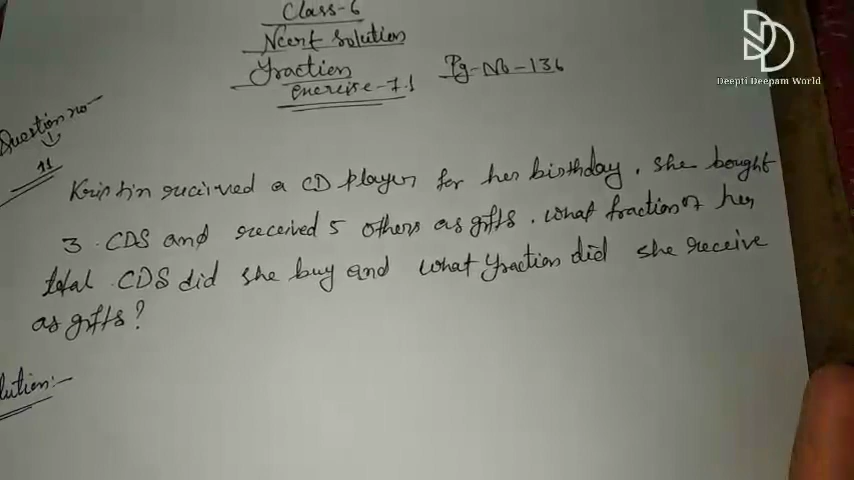 Class-6
Ncert Solution
Fraction
Pg-No-136
exercise-7.1
Deepti Deepam World
Question no-
11
Kristin received a CD Player for her birthday. She bought
3 CDS and received 5 others as gifts. What fraction of her
total CDS did she buy and what fraction did she receive
as gifts?
lution:-